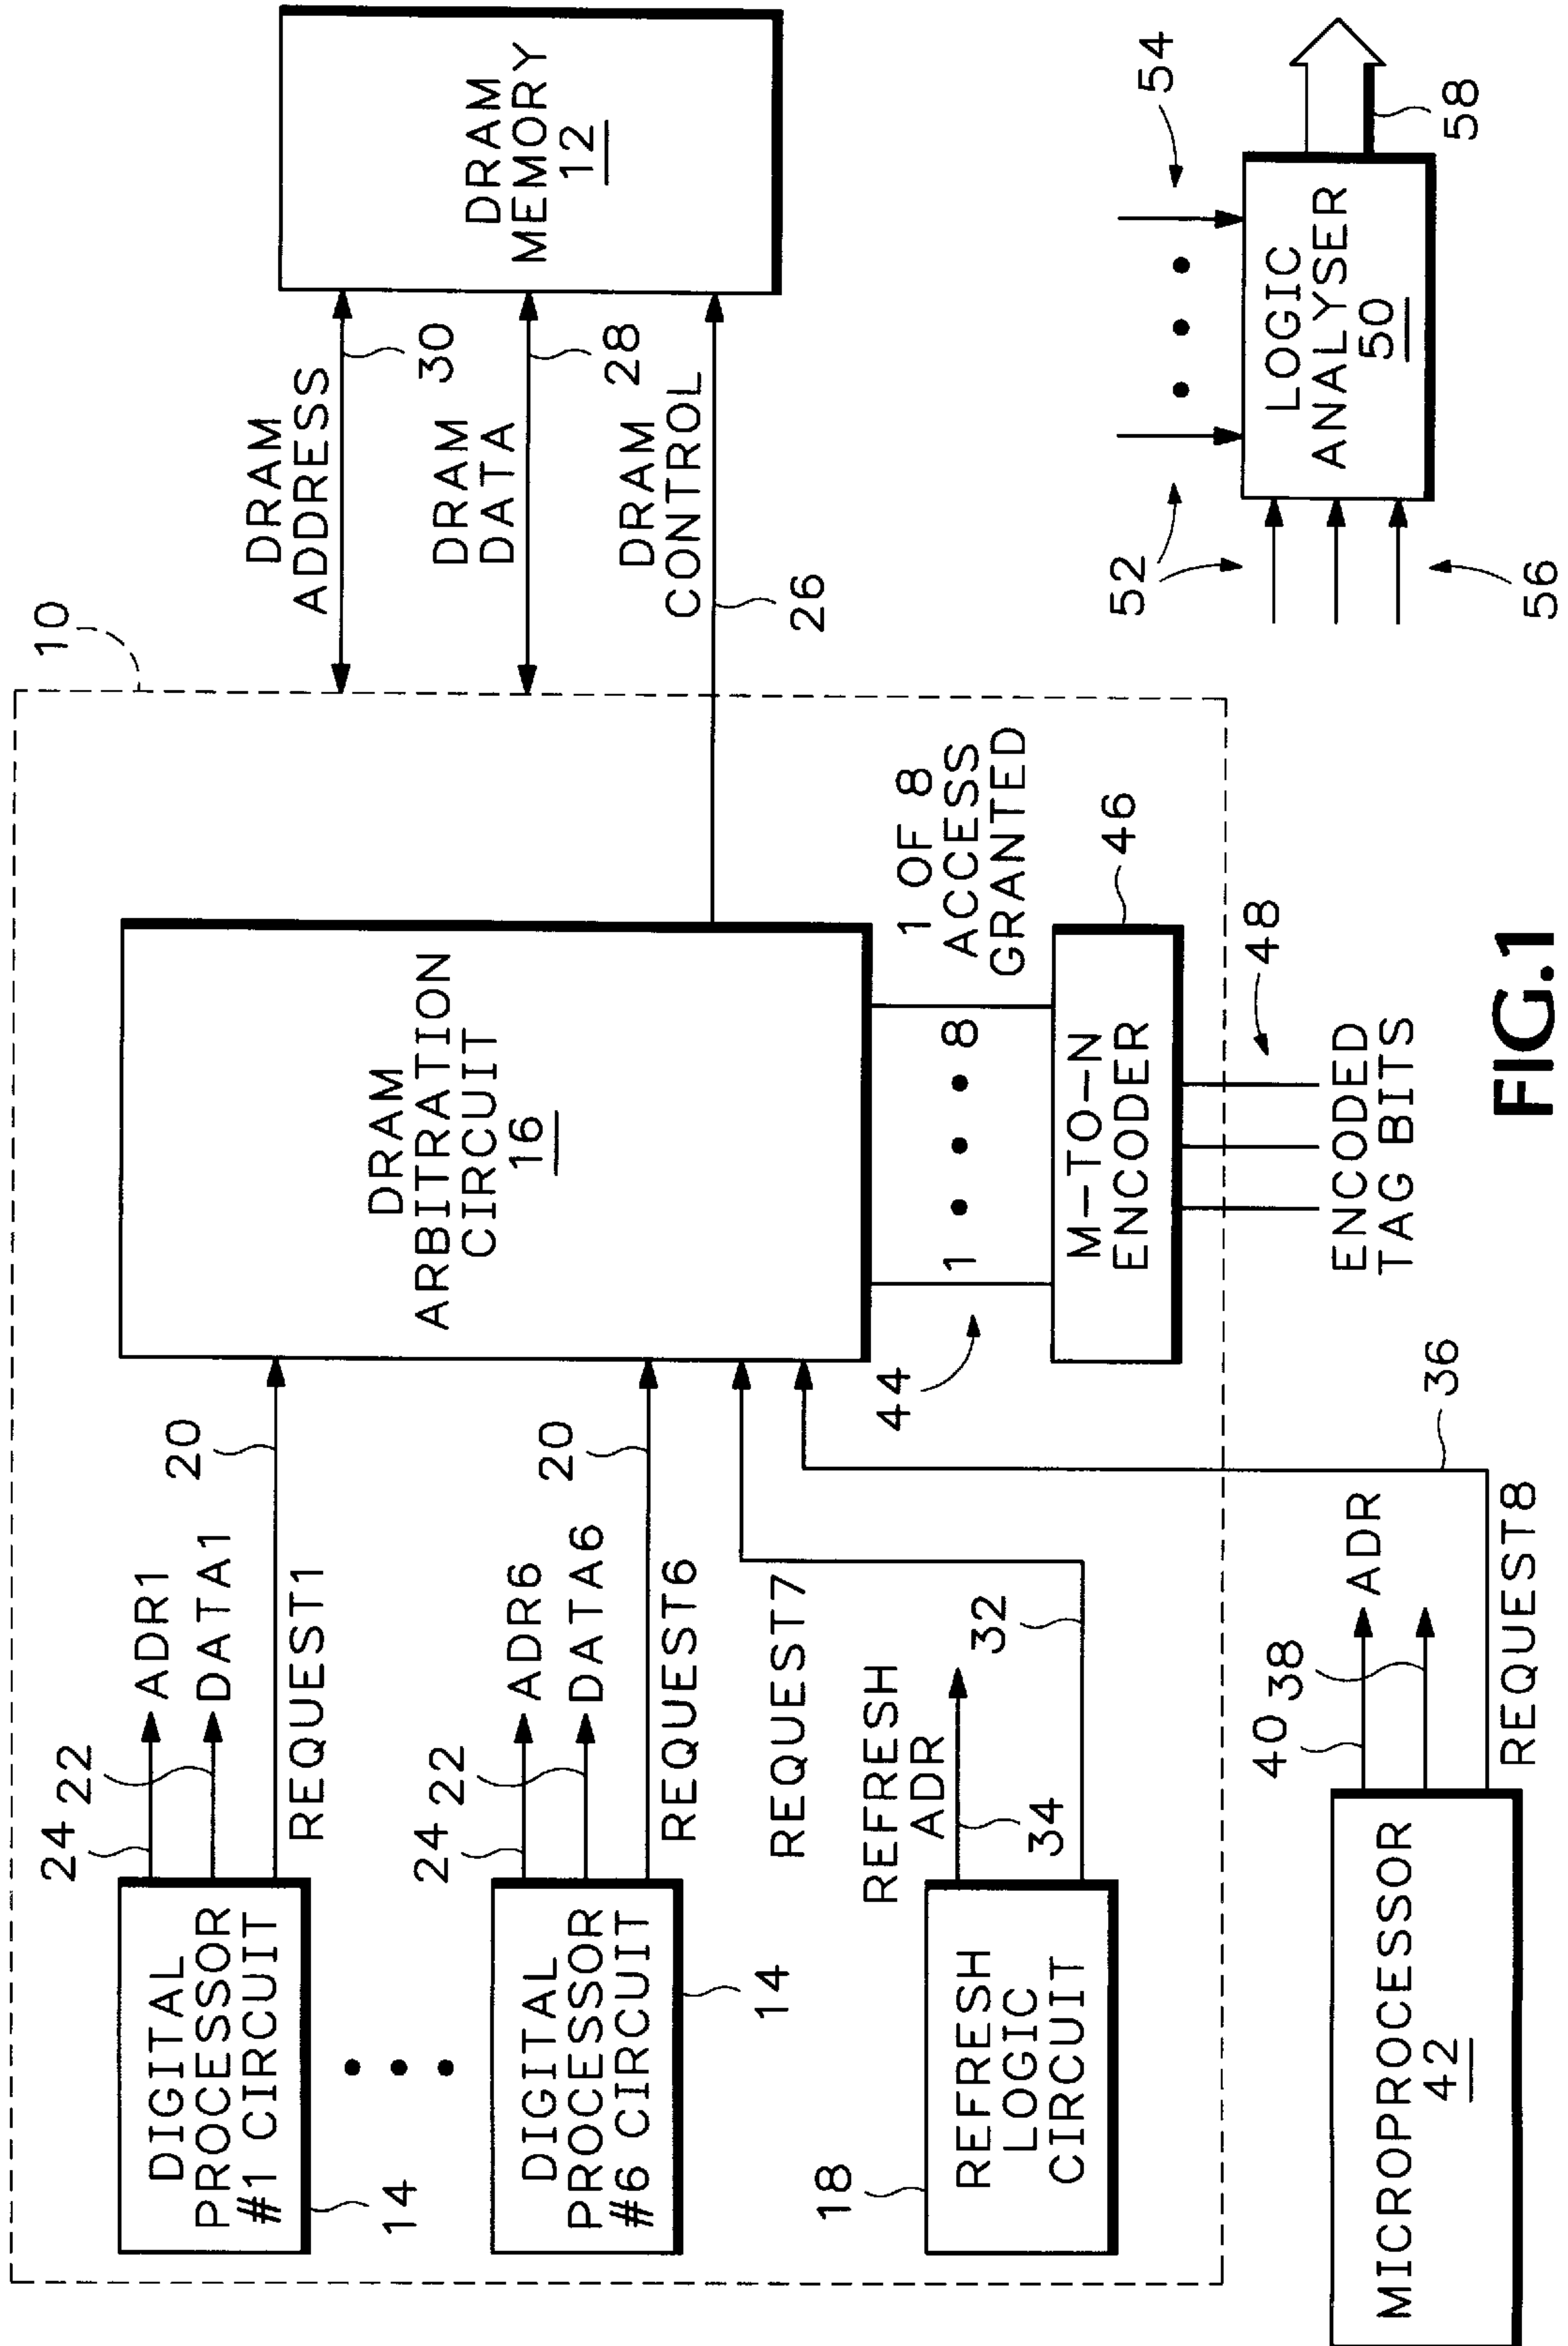 10
24
22
ADR1
DATA1
20
REQUEST1
DIGITAL
PROCESSOR
#1 CIRCUIT
14
24
22
ADR6
DATA6
20
REQUEST6
DIGITAL
PROCESSOR
#6 CIRCUIT
14
REQUEST7
REFRESH
ADR
34
32
18
REFRESH
LOGIC
CIRCUIT
DRAM
ARBITRATION
CIRCUIT
16
44
1
8
1 OF 8
ACCESS
GRANTED
M-TO-N
ENCODER
46
48
ENCODED
TAG BITS
DRAM
ADDRESS
30
DRAM
DATA
28
DRAM
CONTROL
26
DRAM
MEMORY
12
MICROPROCESSOR
42
40
38
ADR
REQUEST8
36
52
54
56
LOGIC
ANALYSER
50
58
FIG.1